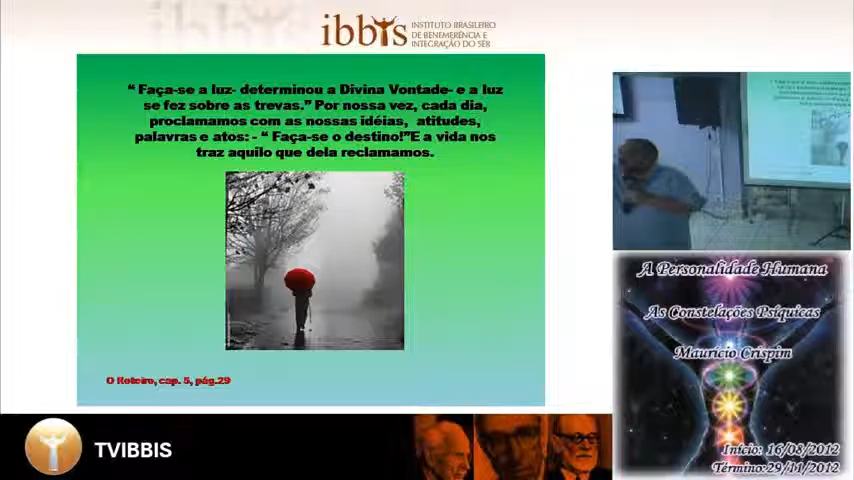 ibbis
INSTITUTO BRASILEIRO
DE BENEMERÊNCIA E
INTEGRAÇÃO DO SER
“ Faça-se a luz- determinou a Divina Vontade- e a luz
se fez sobre as trevas.” Por nossa vez, cada dia,
proclamamos com as nossas idéias, atitudes,
palavras e atos: - “ Faça-se o destino!”E a vida nos
traz aquilo que dela reclamamos.
O Roteiro, cap. 5, pág.29
A Personalidade Humana
As Constelações Psíquicas
Maurício Crispim
Início: 16/08/2012
Término:29/11/2012
TVIBBIS